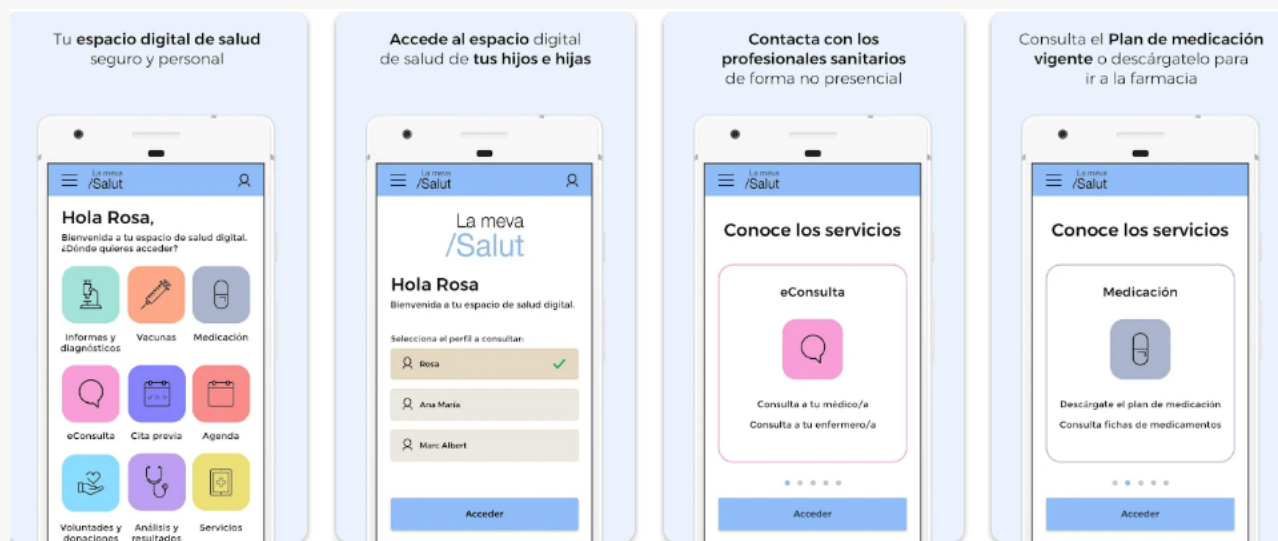 Tu espacio digital de salud
seguro y personal
La meva
/Salut
Hola Rosa,
Bienvenida a tu espacio de salud digital.
¿Dónde quieres acceder?
Informes y
diagnósticos
Vacunas
Medicación
eConsulta
Cita previa
Agenda
Voluntades y
donaciones
Análisis y
resultados
Servicios
Accede al espacio digital
de salud de tus hijos e hijas
La meva
/Salut
La meva
/Salut
Hola Rosa
Bienvenida a tu espacio de salud digital.
Selecciona el perfil a consultar:
Rosa
Ana María
Marc Albert
Acceder
Contacta con los
profesionales sanitarios
de forma no presencial
La meva
/Salut
Conoce los servicios
eConsulta
Consulta a tu médico/a
Consulta a tu enfermero/a
Acceder
Consulta el Plan de medicación
vigente o descárgatelo para
ir a la farmacia
La meva
/Salut
Conoce los servicios
Medicación
Descárgate el plan de medicación
Consulta fichas de medicamentos
Acceder